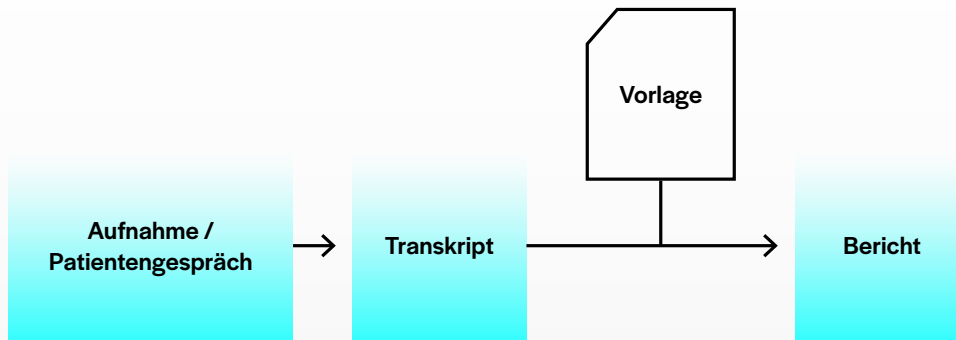 Vorlage
Aufnahme /
Patientengespräch
Transkript
Bericht